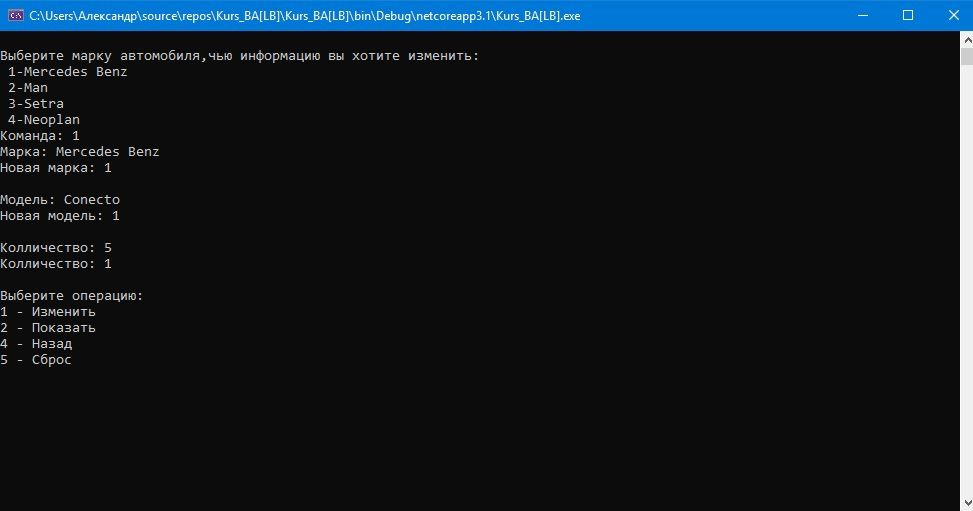 C:\Users\Александр\source\repos\Kurs_BA[LB]\Kurs_BA[LB]\bin\Debug\netcoreapp3.1\Kurs_BA[LB].exe
Выберите марку автомобиля,чью информацию вы хотите изменить:
1-Mercedes Benz
2-Man
3-Setra
4-Neoplan
Команда: 1
Марка: Mercedes Benz
Новая марка: 1
Модель: Conecto
Новая модель: 1
Колличество: 5
Колличество: 1
Выберите операцию:
1 - Изменить
2 - Показать
4 - Назад
5 - Сброс